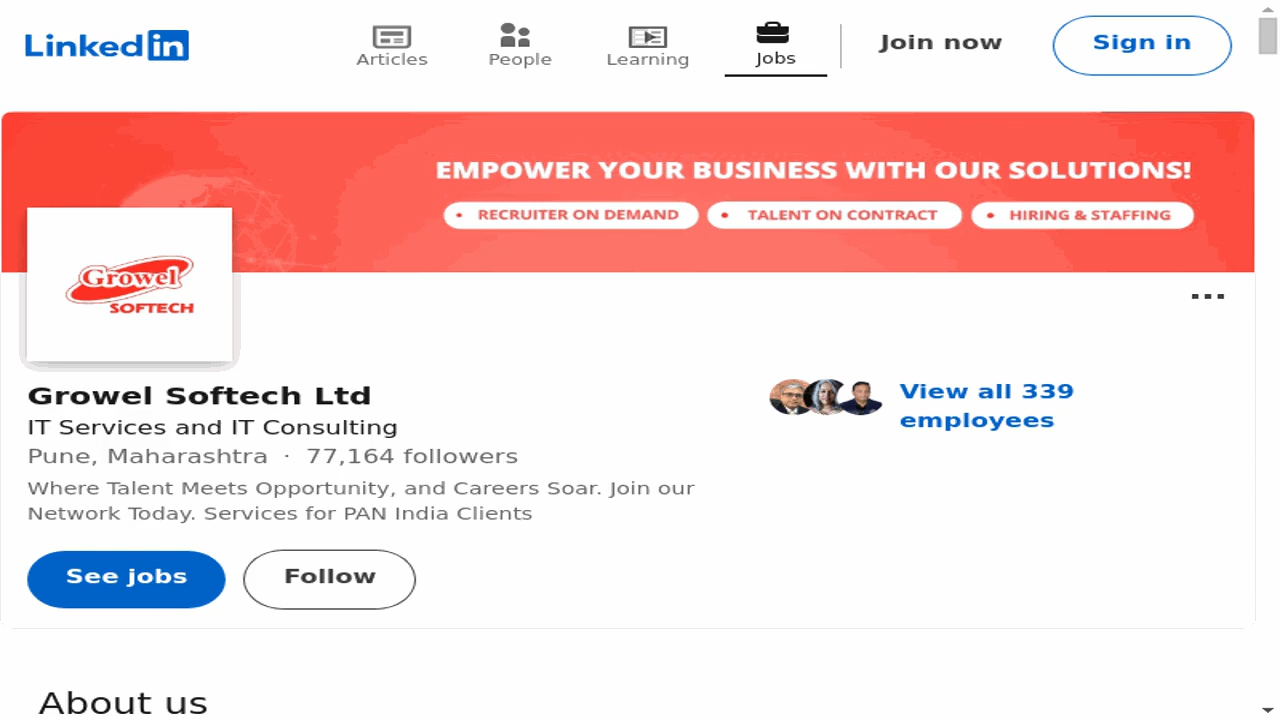 Linked in
Articles
People
Learning
Jobs
Join now
Sign in
EMPOWER YOUR BUSINESS WITH OUR SOLUTIONS!
• RECRUITER ON DEMAND
• TALENT ON CONTRACT
• HIRING & STAFFING
Growel
SOFTECH
Growel Softech Ltd
IT Services and IT Consulting
Pune, Maharashtra · 77,164 followers
Where Talent Meets Opportunity, and Careers Soar. Join our
Network Today. Services for PAN India Clients
View all 339
employees
See jobs
Follow
About us